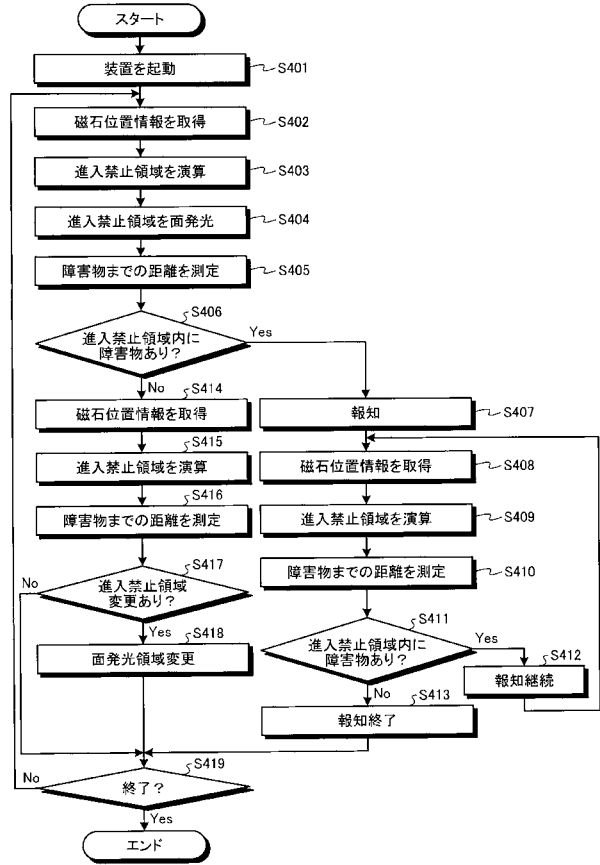 スタート
装置を起動
S401
磁石位置情報を取得
S402
進入禁止領域を演算
S403
進入禁止領域を面発光
S404
障害物までの距離を測定
S405
S406
進入禁止領域内に
障害物あり?
Yes
No
S414
磁石位置情報を取得
S415
進入禁止領域を演算
S416
障害物までの距離を測定
S417
進入禁止領域
変更あり?
No
Yes
S418
面発光領域変更
報知
S407
磁石位置情報を取得
S408
進入禁止領域を演算
S409
障害物までの距離を測定
S410
S411
進入禁止領域内に
障害物あり?
Yes
S412
報知継続
No
S413
報知終了
S419
終了?
No
Yes
エンド